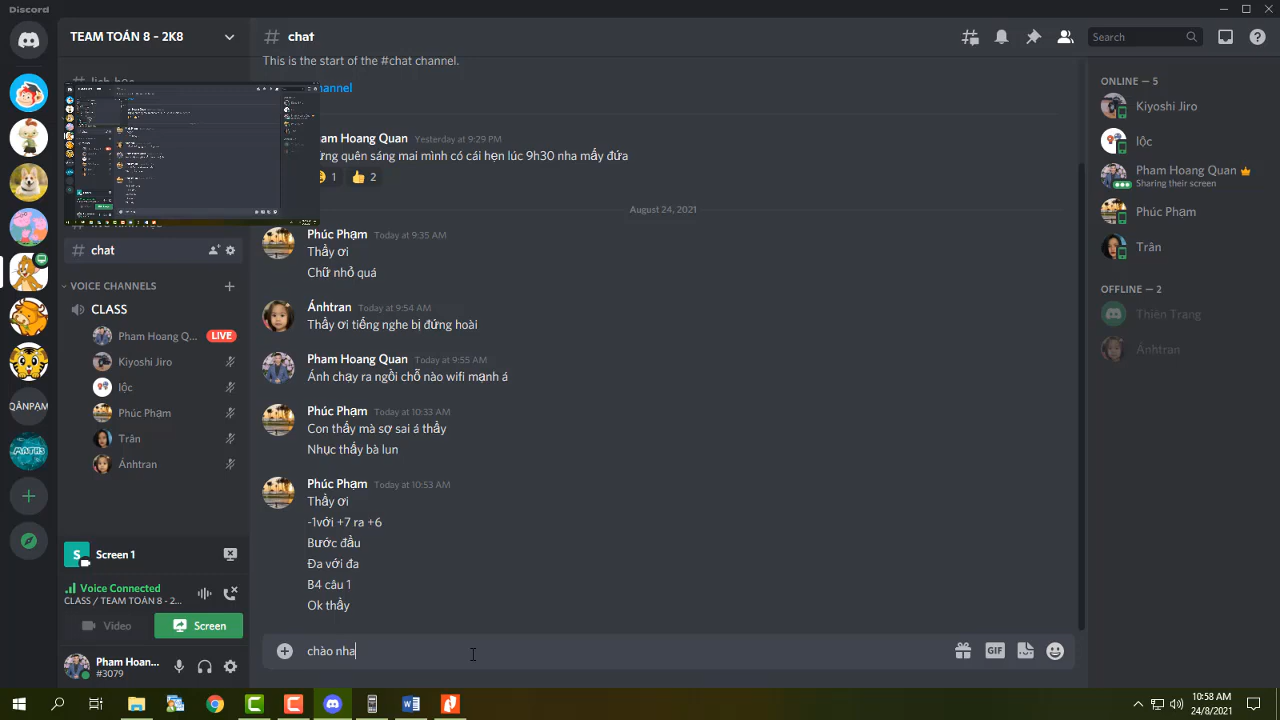 Discord
TEAM TOÁN 8 - 2K8
# chat
Search
This is the start of the #chat channel.
Yesterday at 9:29 PM
quên sáng mai mình có cái hẹn lúc 9h30 nha mấy đứa
1
2
August 24, 2021
Phúc Phạm Today at 9:35 AM
Thầy ơi
Chữ nhỏ quá
Ánhtran Today at 9:54 AM
Thầy ơi tiếng nghe bị đứng hoài
Pham Hoang Quan Today at 9:55 AM
Ánh chạy ra ngồi chỗ nào wifi mạnh á
Phúc Phạm Today at 10:33 AM
Con thấy mà sợ sai á thầy
Nhục thấy bà lun
Phúc Phạm Today at 10:53 AM
Thầy ơi
-1với +7 ra +6
Bước đầu
Đa với đa
B4 câu 1
Ok thầy
chào nha
GIF
# chat
VOICE CHANNELS
CLASS
Pham Hoang Q... LIVE
Kiyoshi Jiro
lộc
Phúc Phạm
Trân
Ánhtran
QÂNPẠM
MATHS
S Screen 1
Voice Connected
CLASS / TEAM TOÁN 8 - 2...
Video
Screen
Pham Hoan...
#3079
ONLINE — 5
Kiyoshi Jiro
lộc
Pham Hoang Quan
Sharing their screen
Phúc Phạm
Trân
OFFLINE — 2
Thiên Trang
Ánhtran
10:58 AM
24/8/2021